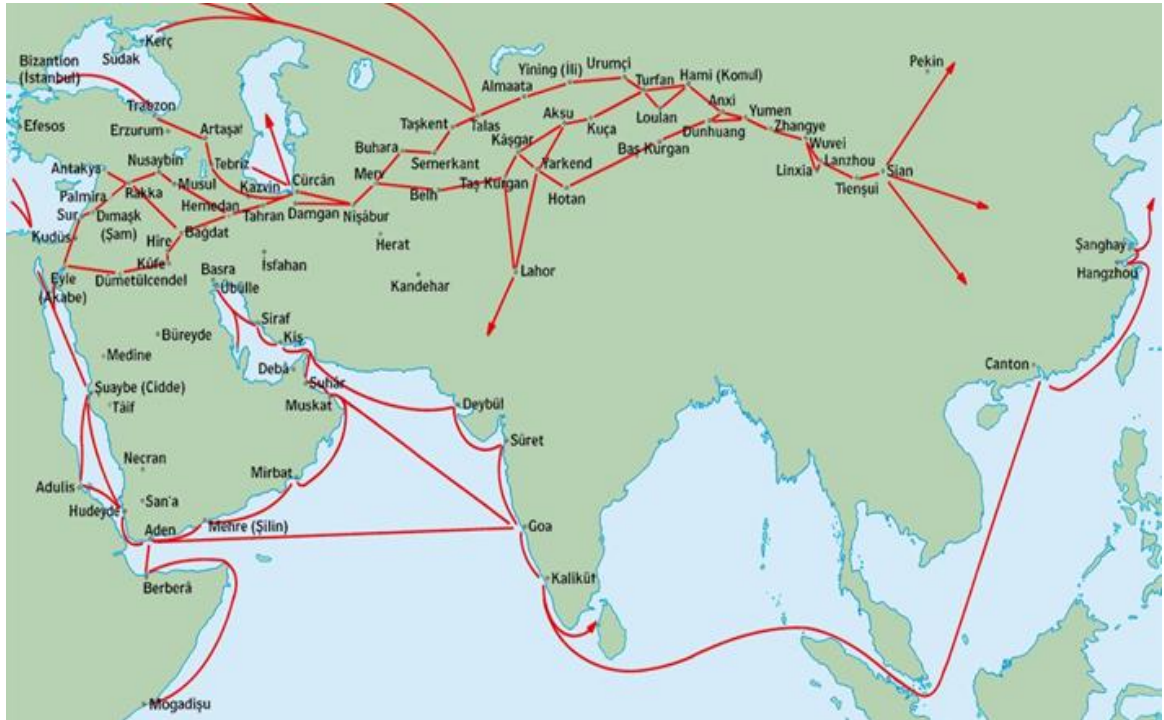 Kerç
Sudak
Bizantion
(İstanbul)
Efesos
Trabzon
Erzurum
Artaşat
Tebriz
Nusaybin
Antakya
Musul
Rakka
Palmira
Sur
Dımaşk
(Şam)
Kudüs
Hemedan
Kazvin
Cürcân
Tahran
Damgan
Nişâbur
Bağdat
Hîre
Kûfe
Eyle
(Akabe)
Dûmetülcendel
Basra
Übülle
İsfahan
Herat
Kandehar
Merv
Buhara
Semerkant
Taşkent
Talas
Almaata
Yining (İli)
Urumçi
Turfan
Hami (Komul)
Belh
Taş Kurgan
Kâşgar
Aksu
Kuça
Yarkend
Hotan
Loulan
Baş Kurgan
Dunhuang
Anxi
Yumen
Zhangye
Wuvei
Lanzhou
Linxia
Tienşui
Sian
Pekin
Lahor
Şanghay
Hangzhou
Canton
Büreyde
Medine
Siraf
Kiş
Debâ
Suhâr
Muskat
Şuaybe (Cidde)
Tâif
Deybül
Sûret
Necran
Mirbat
Adulis
San'a
Hudeyde
Aden
Mehre (Şilin)
Goa
Kalikût
Berberâ
Mogadişu